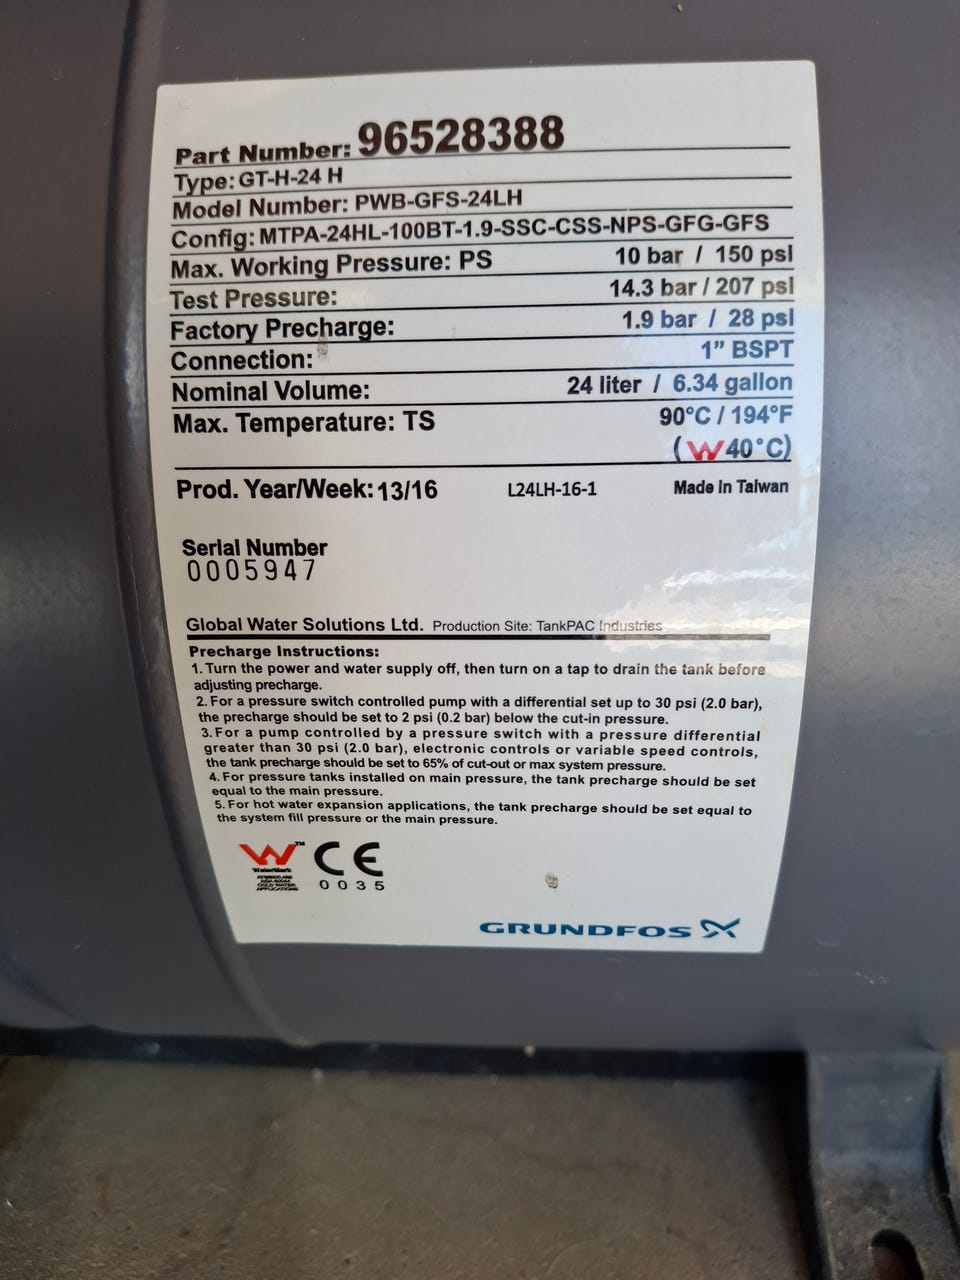 Part Number: 96528388
Type: GT-H-24 H
Model Number: PWB-GFS-24LH
Config: MTPA-24HL-100BT-1.9-SSC-CSS-NPS-GFG-GFS
Max. Working Pressure: PS 10 bar / 150 psi
Test Pressure: 14.3 bar / 207 psi
Factory Precharge: 1.9 bar / 28 psi
Connection: 1” BSPT
Nominal Volume: 24 liter / 6.34 gallon
Max. Temperature: TS 90°C / 194°F
(W 40°C)
Prod. Year/Week: 13/16 L24LH-16-1 Made in Taiwan
Serial Number
0005947
Global Water Solutions Ltd. Production Site: TankPAC Industries
Precharge Instructions:
1. Turn the power and water supply off, then turn on a tap to drain the tank before
adjusting precharge.
2. For a pressure switch controlled pump with a differential set up to 30 psi (2.0 bar),
the precharge should be set to 2 psi (0.2 bar) below the cut-in pressure.
3. For a pump controlled by a pressure switch with a pressure differential
greater than 30 psi (2.0 bar), electronic controls or variable speed controls,
the tank precharge should be set to 65% of cut-out or max system pressure.
4. For pressure tanks installed on main pressure, the tank precharge should be set
equal to the main pressure.
5. For hot water expansion applications, the tank precharge should be set equal to
the system fill pressure or the main pressure.
W™ CE
WaterMark
COLD WATER
APPLICATIONS
0035
GRUNDFOS